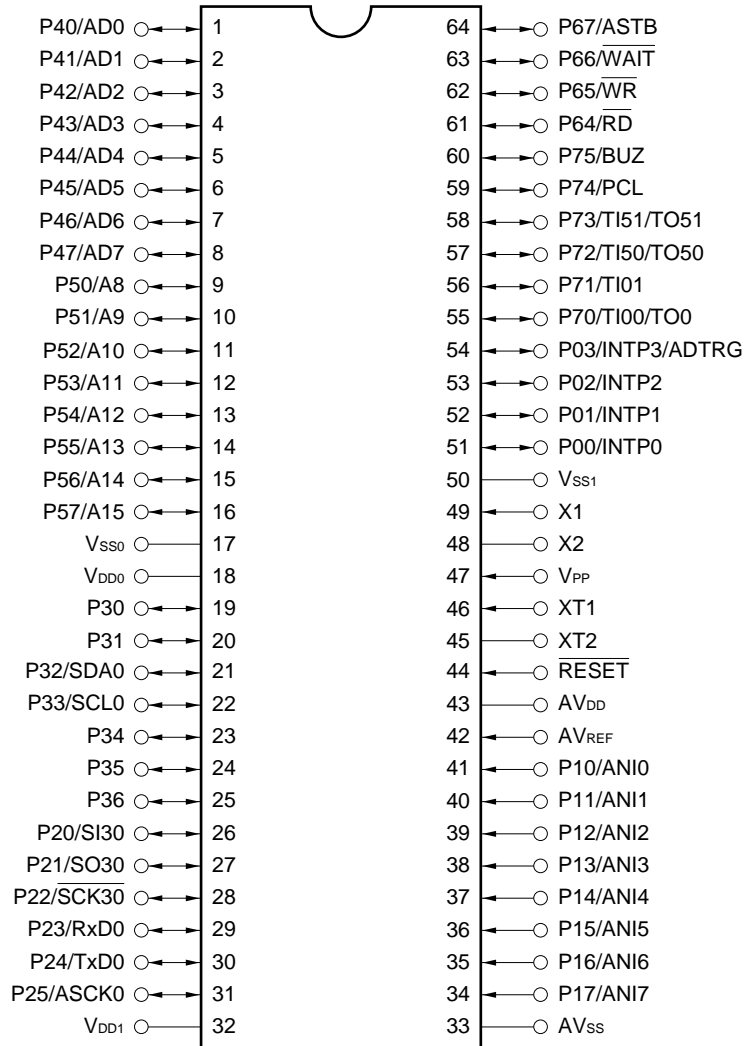 P40/AD0 1 64 P67/ASTB
P41/AD1 2 63 P66/W̅A̅I̅T̅
P42/AD2 3 62 P65/W̅R̅
P43/AD3 4 61 P64/R̅D̅
P44/AD4 5 60 P75/BUZ
P45/AD5 6 59 P74/PCL
P46/AD6 7 58 P73/TI51/TO51
P47/AD7 8 57 P72/TI50/TO50
P50/A8 9 56 P71/TI01
P51/A9 10 55 P70/TI00/TO0
P52/A10 11 54 P03/INTP3/ADTRG
P53/A11 12 53 P02/INTP2
P54/A12 13 52 P01/INTP1
P55/A13 14 51 P00/INTP0
P56/A14 15 50 VSS1
P57/A15 16 49 X1
VSS0 17 48 X2
VDD0 18 47 VPP
P30 19 46 XT1
P31 20 45 XT2
P32/SDA0 21 44 R̅E̅S̅E̅T̅
P33/SCL0 22 43 AVDD
P34 23 42 AVREF
P35 24 41 P10/ANI0
P36 25 40 P11/ANI1
P20/SI30 26 39 P12/ANI2
P21/SO30 27 38 P13/ANI3
P22/S̅C̅K̅3̅0̅ 28 37 P14/ANI4
P23/RxD0 29 36 P15/ANI5
P24/TxD0 30 35 P16/ANI6
P25/ASCK0 31 34 P17/ANI7
VDD1 32 33 AVSS